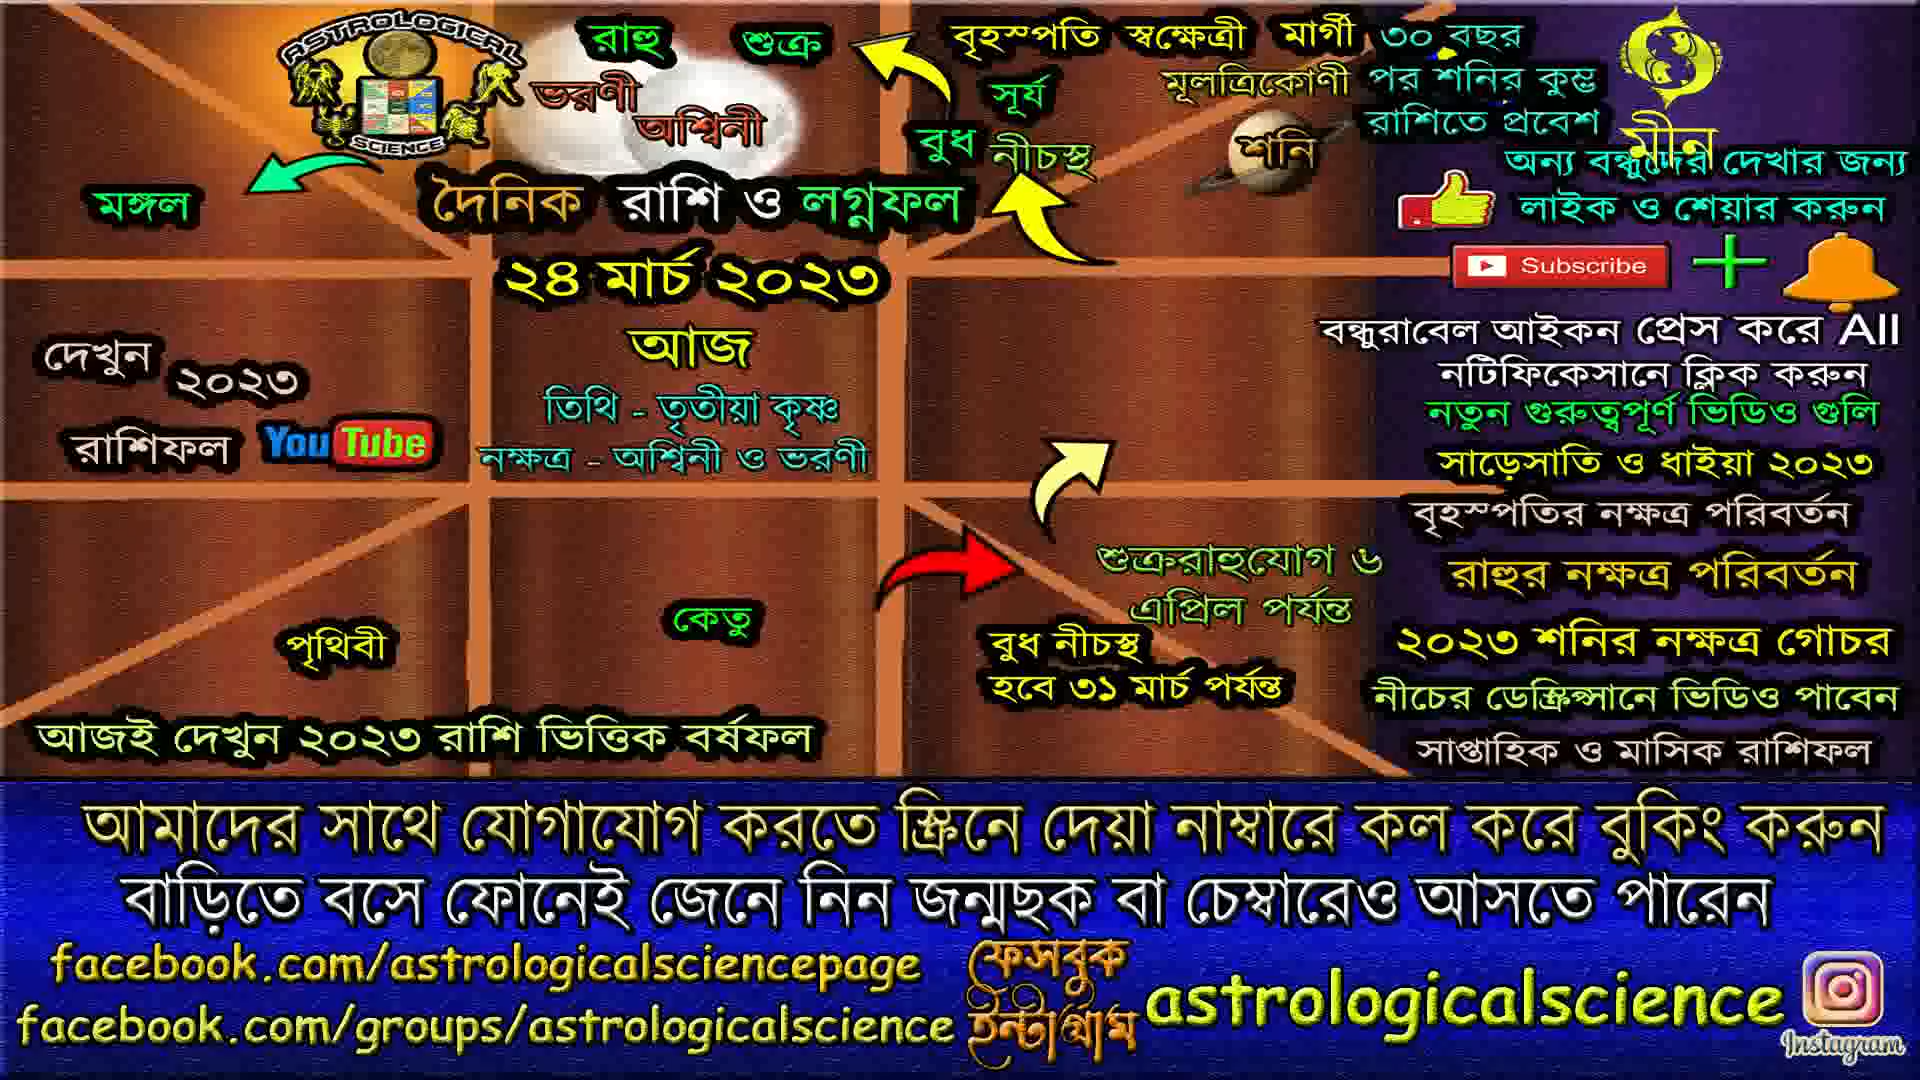 ASTROLOGICAL
SCIENCE
রাহু
শুক্র
ভরণী
অশ্বিনী
বৃহস্পতি স্বক্ষেত্রী মার্গী
সূর্য
মূলত্রিকোণী
বুধ
নীচস্থ
শনি
৩০ বছর
পর শনির কুম্ভ
রাশিতে প্রবেশ
মীন
অন্য বন্ধুদের দেখার জন্য
লাইক ও শেয়ার করুন
Subscribe
মঙ্গল
দৈনিক রাশি ও লগ্নফল
২৪ মার্চ ২০২৩
আজ
তিথি - তৃতীয়া কৃষ্ণ
নক্ষত্র - অশ্বিনী ও ভরণী
দেখুন ২০২৩
রাশিফল YouTube
বন্ধুরাবেল আইকন প্রেস করে All
নটিফিকেসানে ক্লিক করুন
নতুন গুরুত্বপূর্ণ ভিডিও গুলি
সাড়েসাতি ও ধাইয়া ২০২৩
বৃহস্পতির নক্ষত্র পরিবর্তন
রাহুর নক্ষত্র পরিবর্তন
২০২৩ শনির নক্ষত্র গোচর
নীচের ডেস্ক্রিপ্সানে ভিডিও পাবেন
সাপ্তাহিক ও মাসিক রাশিফল
শুক্ররাহুযোগ ৬
এপ্রিল পর্যন্ত
বুধ নীচস্থ
হবে ৩১ মার্চ পর্যন্ত
পৃথিবী
কেতু
আজই দেখুন ২০২৩ রাশি ভিত্তিক বর্ষফল
আমাদের সাথে যোগাযোগ করতে স্ক্রিনে দেয়া নাম্বারে কল করে বুকিং করুন
বাড়িতে বসে ফোনেই জেনে নিন জন্মছক বা চেম্বারেও আসতে পারেন
facebook.com/astrologicalsciencepage
facebook.com/groups/astrologicalscience
ফেসবুক
ইন্টাগ্রাম
astrologicalscience
Instagram